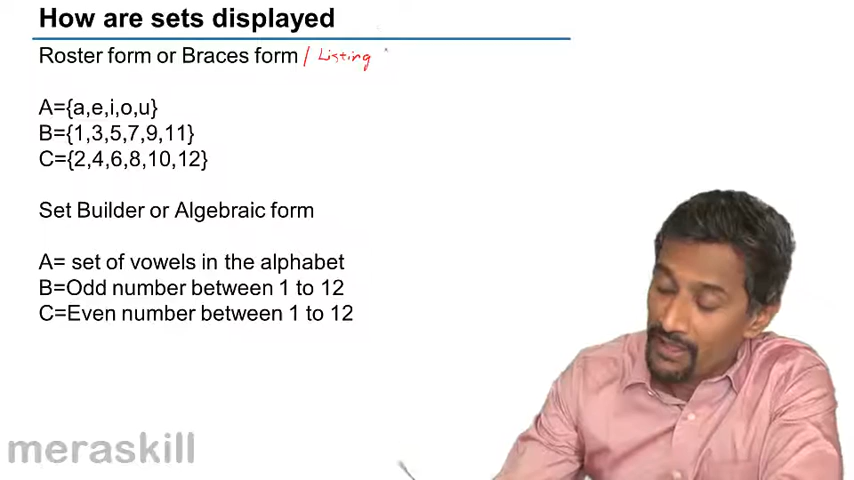 How are sets displayed
Roster form or Braces form / Listing
A={a,e,i,o,u}
B={1,3,5,7,9,11}
C={2,4,6,8,10,12}
Set Builder or Algebraic form
A= set of vowels in the alphabet
B=Odd number between 1 to 12
C=Even number between 1 to 12
meraskill